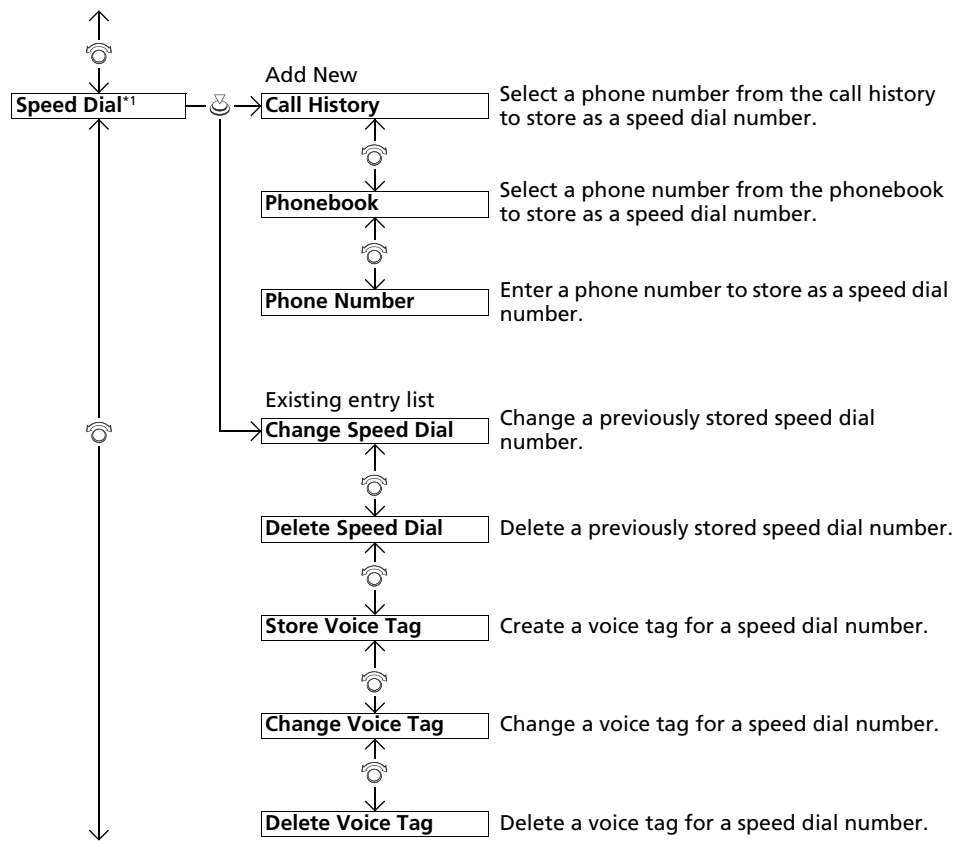 Add New
Speed Dial*1
Call History
Select a phone number from the call history
to store as a speed dial number.
Phonebook
Select a phone number from the phonebook
to store as a speed dial number.
Phone Number
Enter a phone number to store as a speed dial
number.
Existing entry list
Change Speed Dial
Change a previously stored speed dial
number.
Delete Speed Dial
Delete a previously stored speed dial number.
Store Voice Tag
Create a voice tag for a speed dial number.
Change Voice Tag
Change a voice tag for a speed dial number.
Delete Voice Tag
Delete a voice tag for a speed dial number.